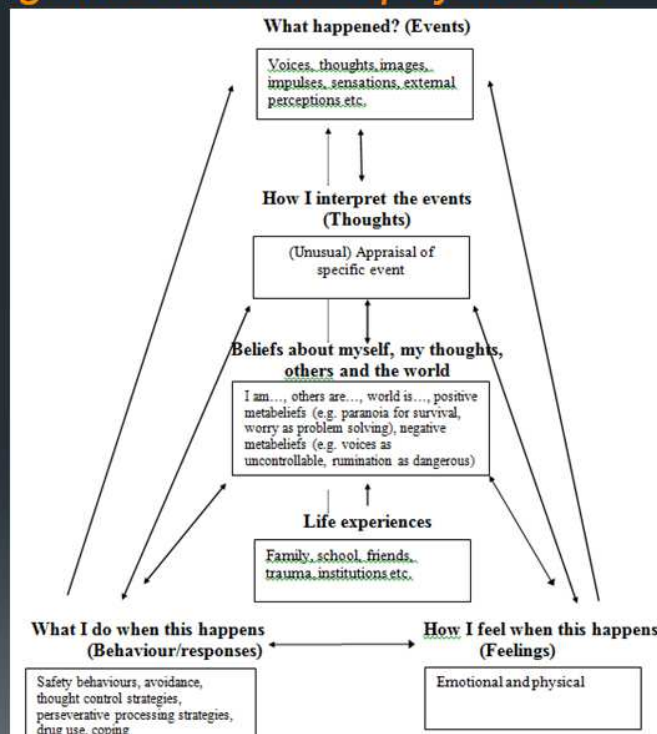 What happened? (Events)
Voices, thoughts, images,
impulses, sensations, external
perceptions etc.
How I interpret the events
(Thoughts)
(Unusual) Appraisal of
specific event
Beliefs about myself, my thoughts,
others and the world
I am..., others are..., world is..., positive
metabeliefs (e.g. paranoia for survival,
worry as problem solving), negative
metabeliefs (e.g. voices as
uncontrollable, rumination as dangerous)
Life experiences
Family, school, friends,
trauma, institutions etc.
What I do when this happens
(Behaviour/responses)
Safety behaviours, avoidance,
thought control strategies,
perseverative processing strategies,
drug use, coping
How I feel when this happens
(Feelings)
Emotional and physical